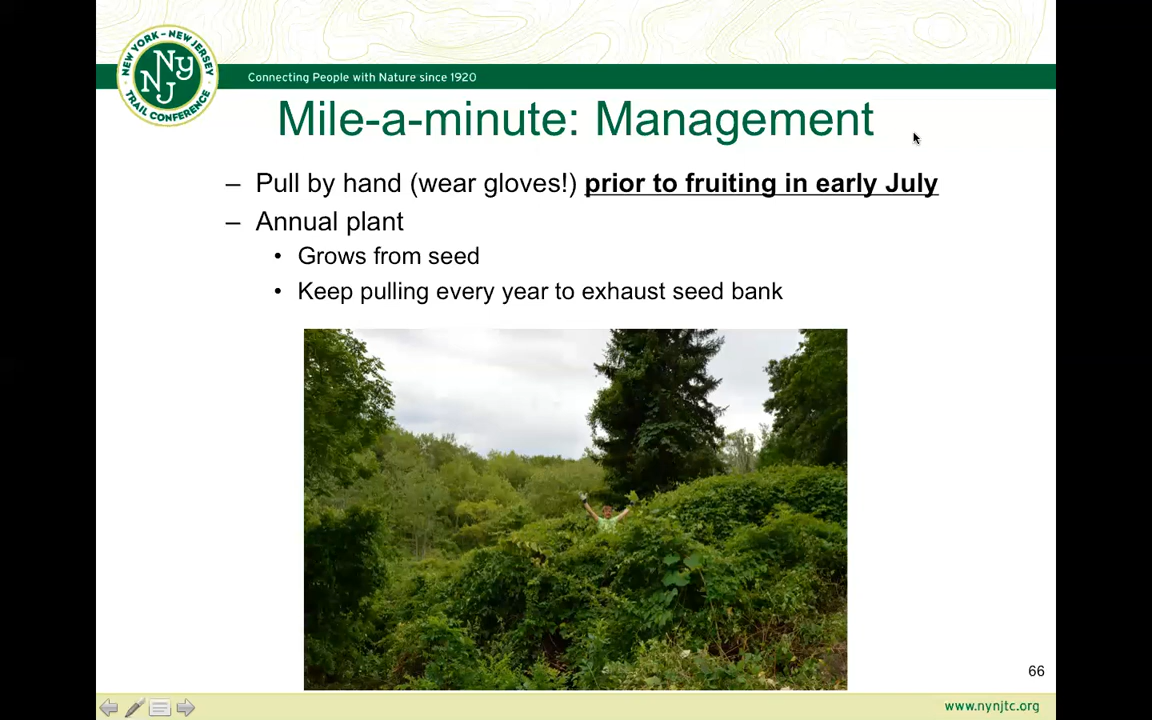 NEW YORK - NEW JERSEY
NY
NJ
TRAIL CONFERENCE
Connecting People with Nature since 1920
Mile-a-minute: Management
– Pull by hand (wear gloves!) prior to fruiting in early July
– Annual plant
• Grows from seed
• Keep pulling every year to exhaust seed bank
66
www.nynjtc.org